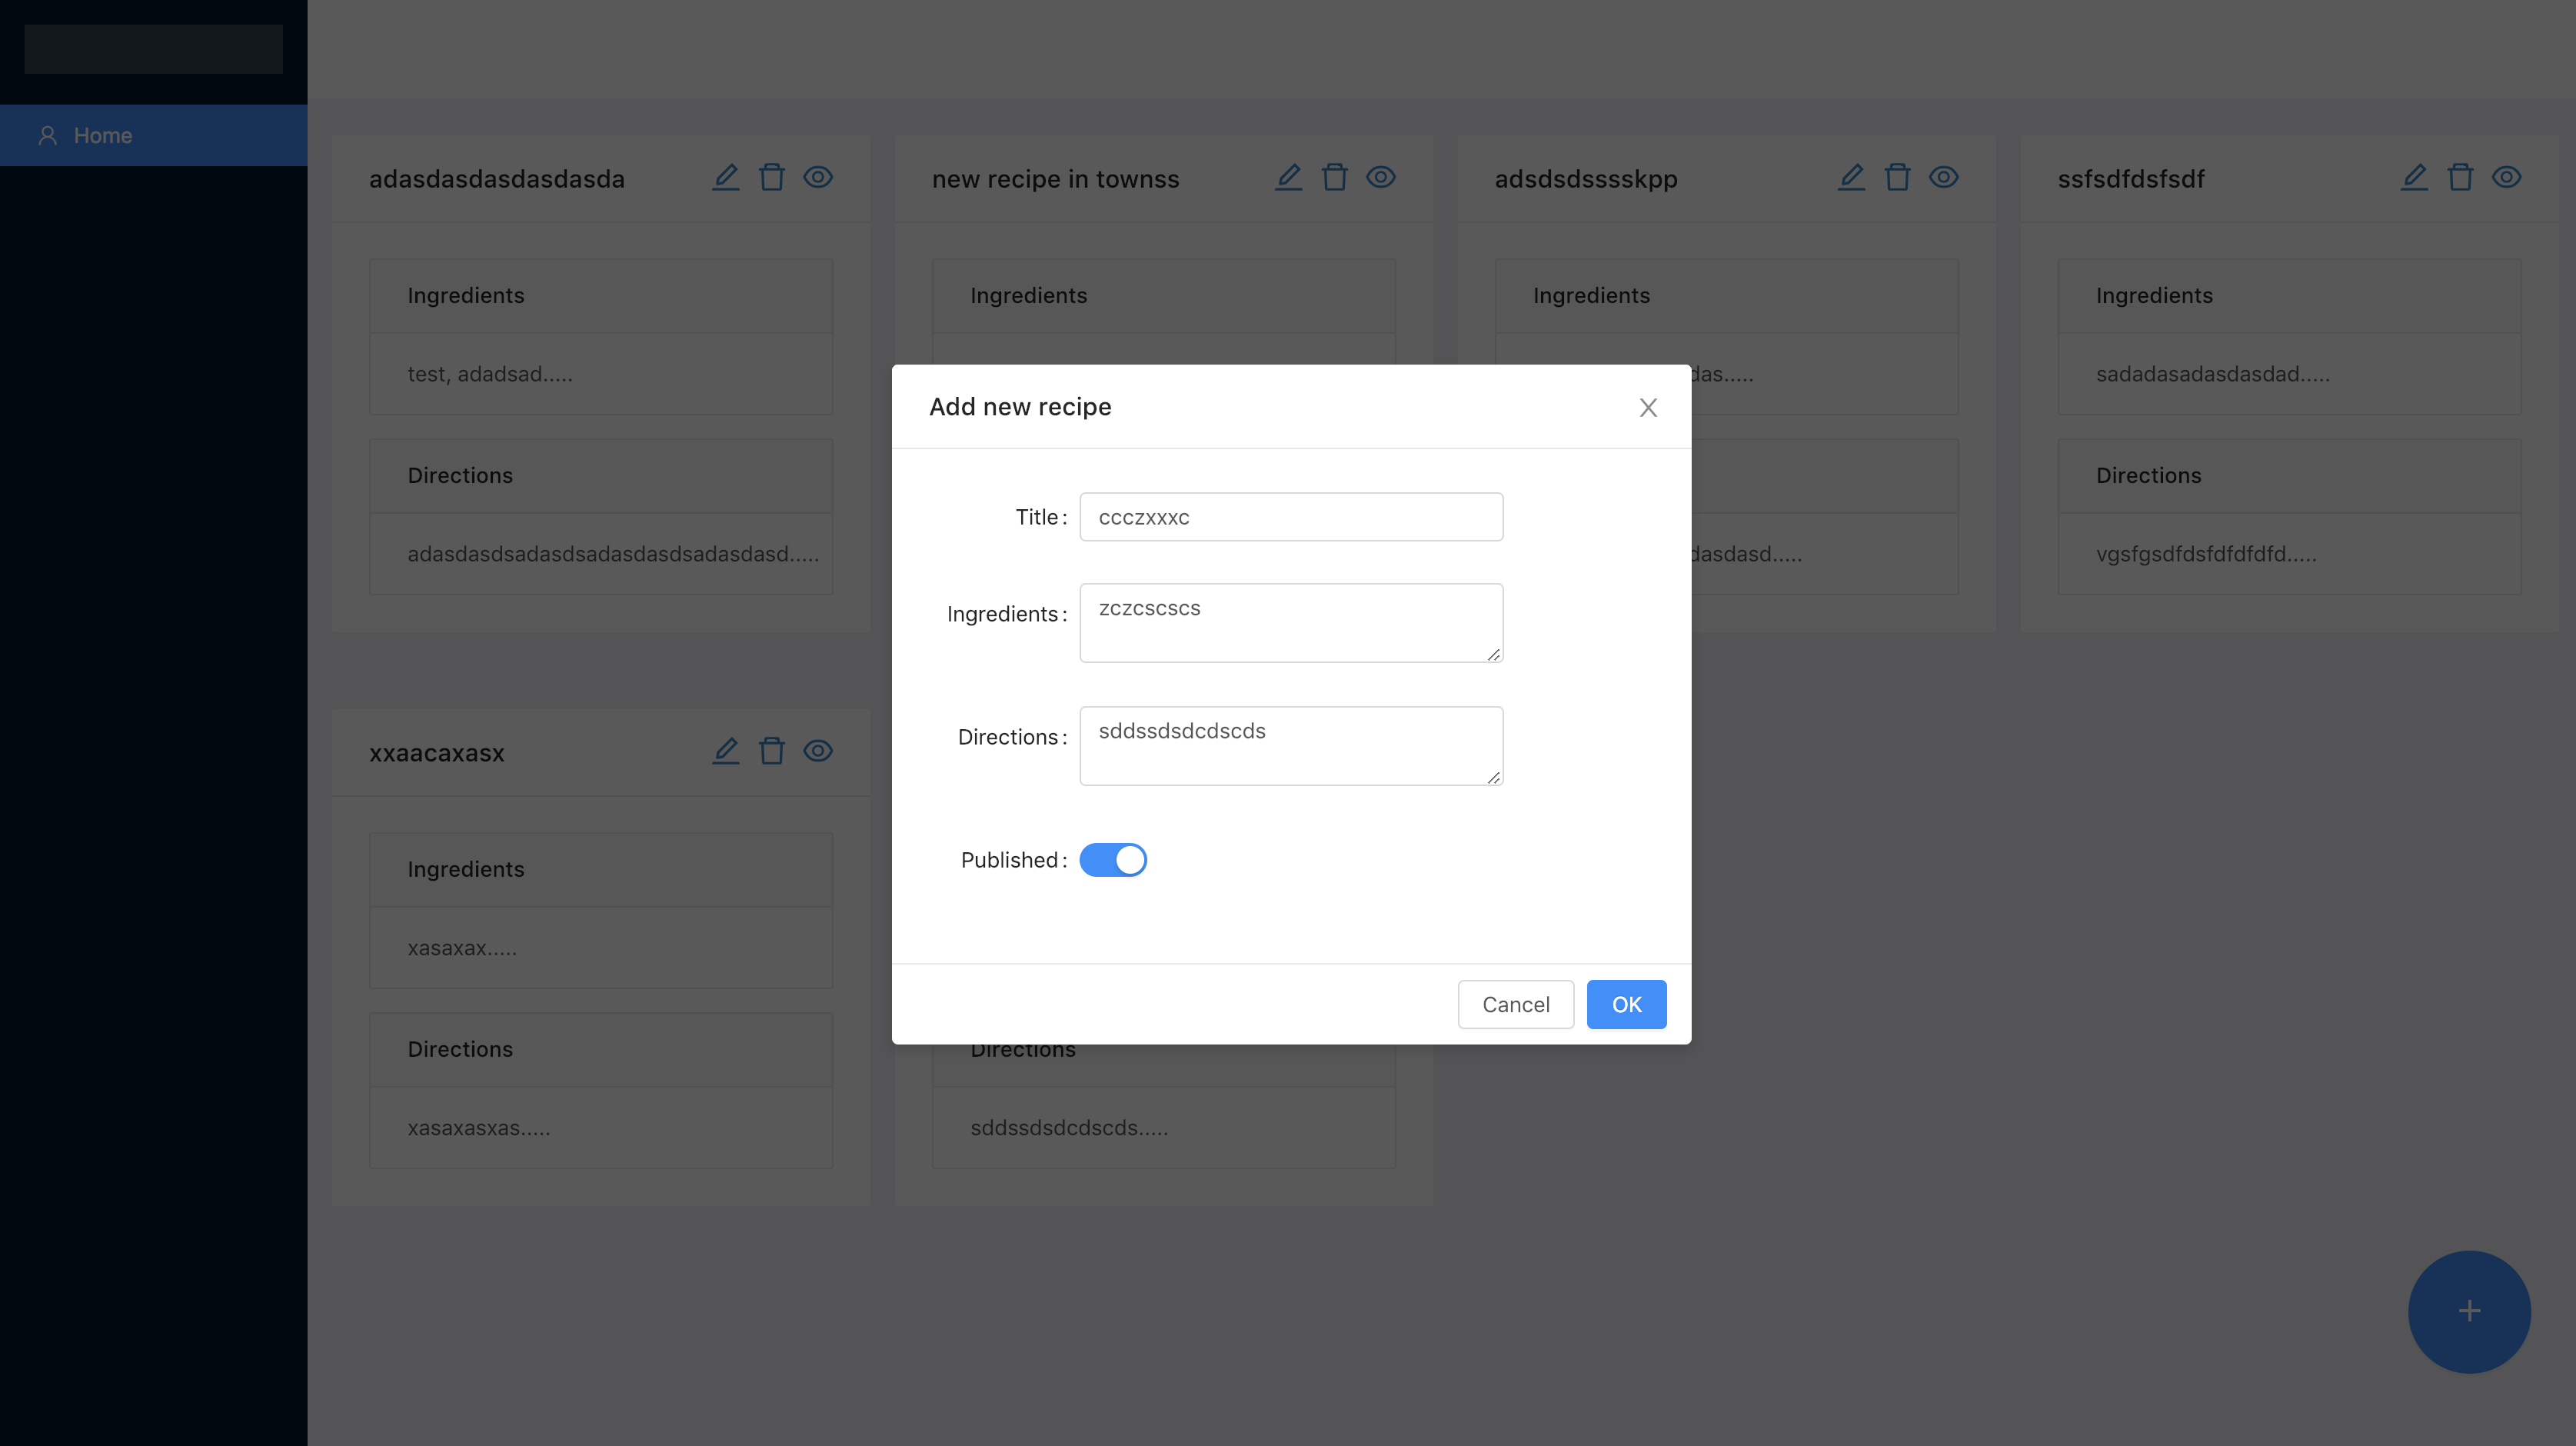 Home
adasdasdasdasdasda
new recipe in townss
adsdsdsssskpp
ssfsdfdsfsdf
Ingredients
Ingredients
Ingredients
Ingredients
test, adadsad.....
das.....
sadadasadasdasdad.....
Directions
Directions
adasdasdsadasdsadasdasdsadasdasd.....
dasdasd.....
vgsfgsdfdsfdfdfdfd.....
Add new recipe
Title :
ccczxxxc
Ingredients :
zczcscscs
Directions :
sddssdsdcdscds
Published :
Cancel
OK
xxaacaxasx
Ingredients
xasaxax.....
Directions
Directions
xasaxasxas.....
sddssdsdcdscds.....